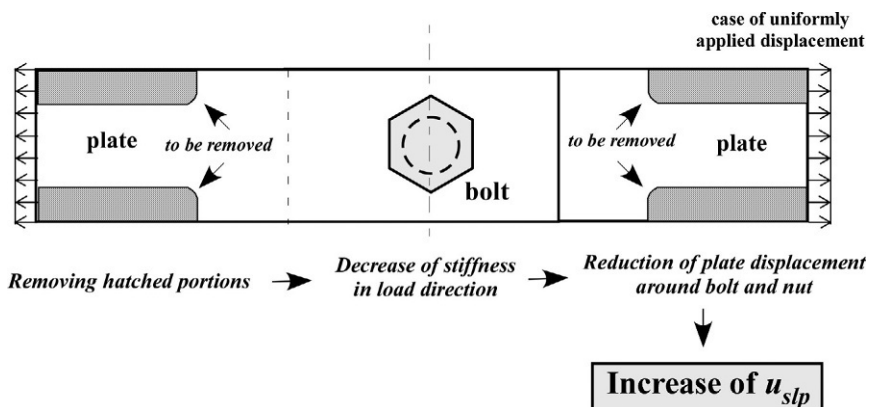 case of uniformly
applied displacement
plate
to be removed
bolt
to be removed
plate
Removing hatched portions
Decrease of stiffness
in load direction
Reduction of plate displacement
around bolt and nut
Increase of u_slp